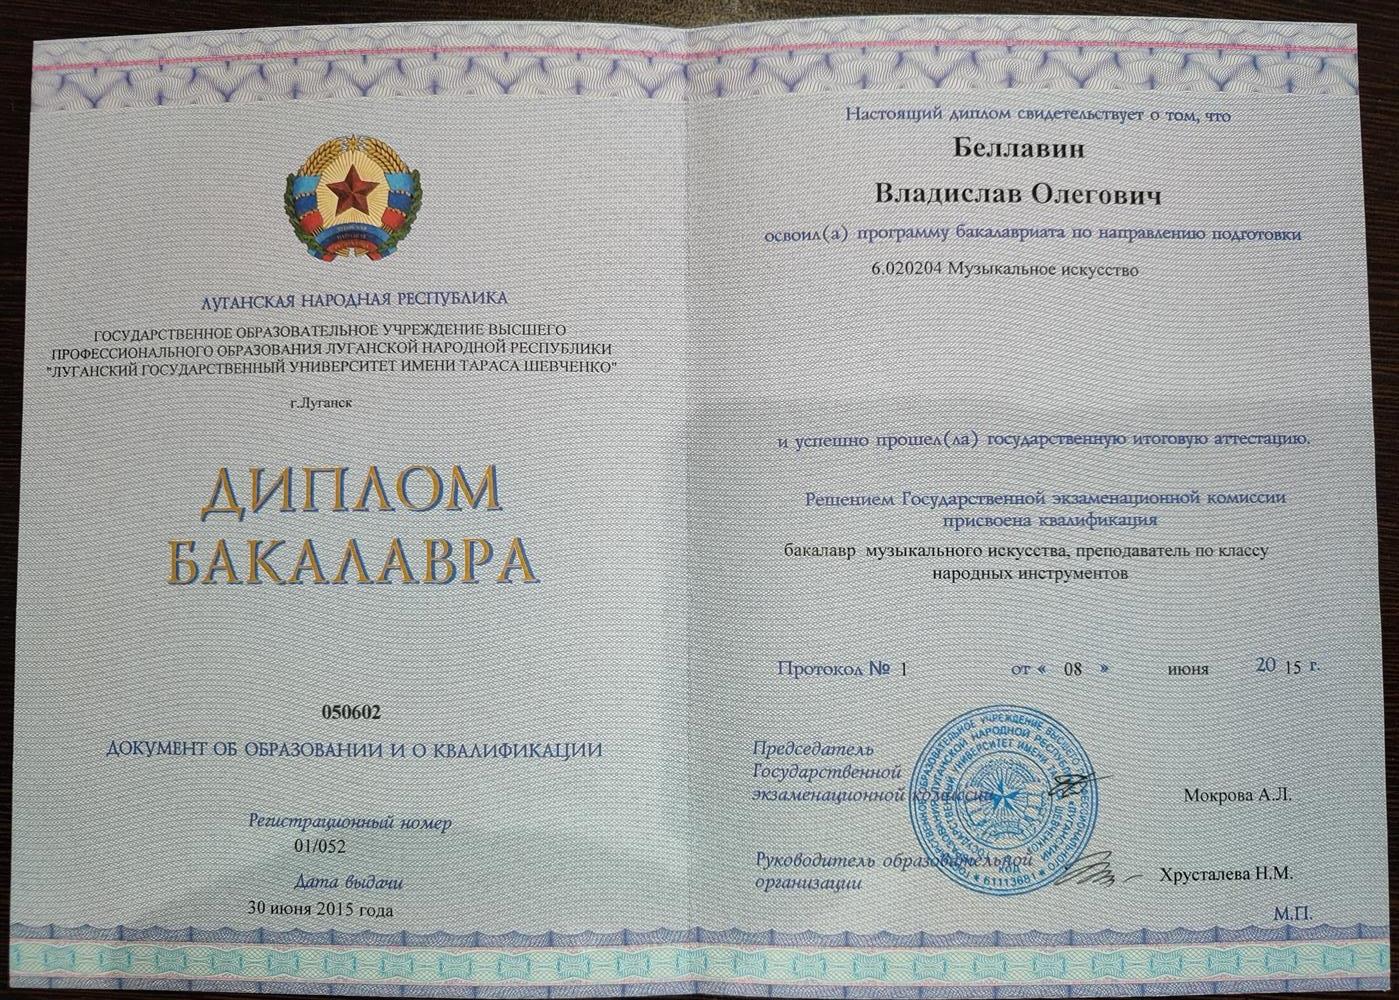 ЛУГАНСКАЯ НАРОДНАЯ РЕСПУБЛИКА
ГОСУДАРСТВЕННОЕ ОБРАЗОВАТЕЛЬНОЕ УЧРЕЖДЕНИЕ ВЫСШЕГО
ПРОФЕССИОНАЛЬНОГО ОБРАЗОВАНИЯ ЛУГАНСКОЙ НАРОДНОЙ РЕСПУБЛИКИ
"ЛУГАНСКИЙ ГОСУДАРСТВЕННЫЙ УНИВЕРСИТЕТ ИМЕНИ ТАРАСА ШЕВЧЕНКО"
г.Луганск
ДИПЛОМ
БАКАЛАВРА
050602
ДОКУМЕНТ ОБ ОБРАЗОВАНИИ И О КВАЛИФИКАЦИИ
Регистрационный номер
01/052
Дата выдачи
30 июня 2015 года
Настоящий диплом свидетельствует о том, что
Беллавин
Владислав Олегович
освоил(а) программу бакалавриата по направлению подготовки
6.020204 Музыкальное искусство
и успешно прошел(ла) государственную итоговую аттестацию.
Решением Государственной экзаменационной комиссии
присвоена квалификация
бакалавр музыкального искусства, преподаватель по классу
народных инструментов
Протокол № 1 от « 08 » июня 20 15 г.
Председатель
Государственной
экзаменационной комиссии
Мокрова А.Л.
Руководитель образовательной
организации
Хрусталева Н.М.
М.П.
КОД
61113681